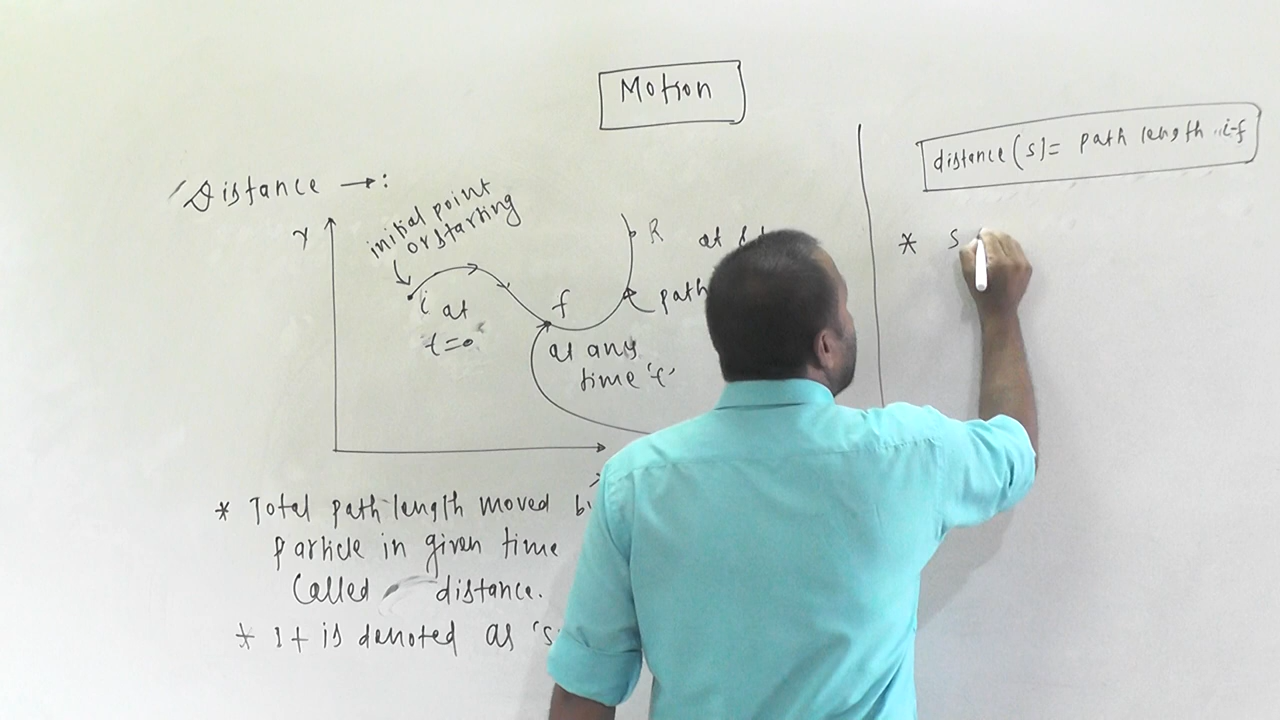 Motion
Distance →:
initial point
or starting
Y
i at
t=0
f
at any
time 't'
R
at
path
* Total path length moved
particle in given time
called distance.
* It is denoted as 's
distance (s) = path length i-f
* S